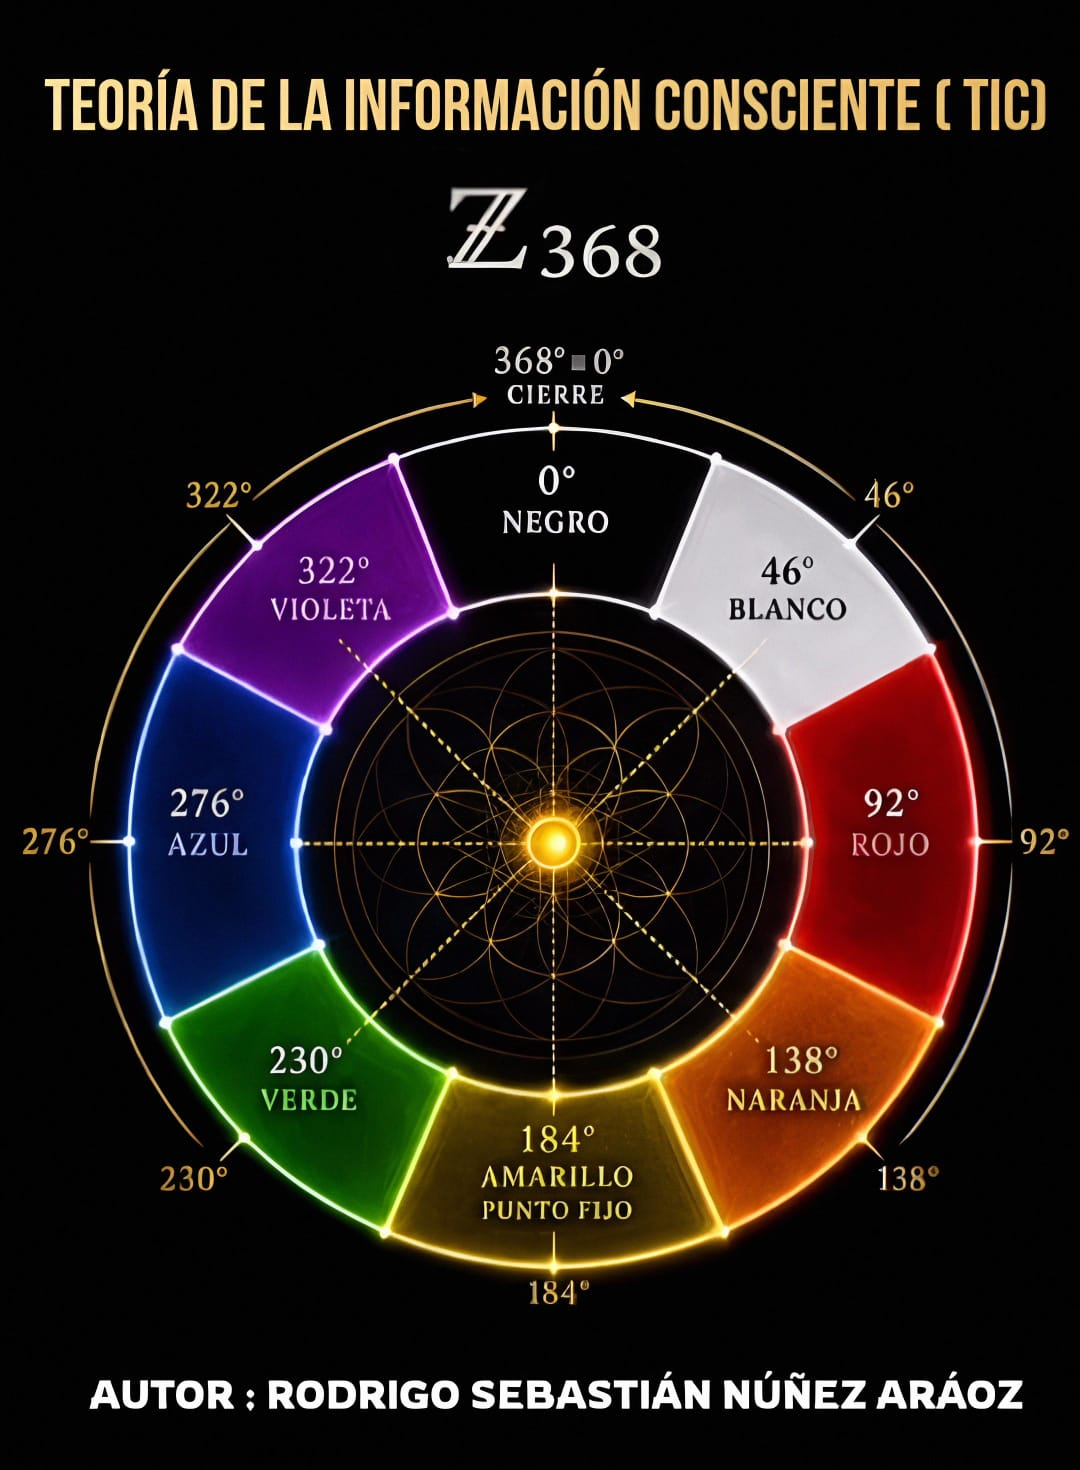 TEORÍA DE LA INFORMACIÓN CONSCIENTE ( TIC)
ℤ368
368° = 0°
CIERRE
0°
NEGRO
322°
46°
322°
VIOLETA
46°
BLANCO
276°
276°
AZUL
92°
ROJO
92°
230°
VERDE
138°
NARANJA
184°
AMARILLO
PUNTO FIJO
230°
138°
184°
AUTOR : RODRIGO SEBASTIÁN NÚÑEZ ARÁOZ